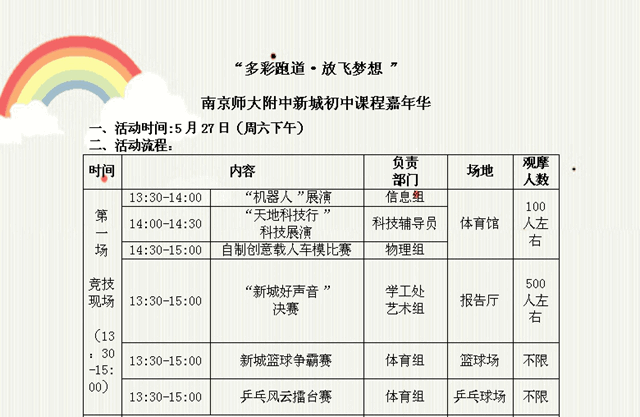 “多彩跑道·放飞梦想 ”
南京师大附中新城初中课程嘉年华
一、活动时间:5月27日（周六下午）
二、活动流程:
时间 内容 负责部门 场地 观摩人数
第一场 竞技现场 （13:30-15:00）
13:30-14:00 “机器人 ”展演 信息组 体育馆 100人左右
14:00-14:30 “天地科技行 ”科技展演 科技辅导员
14:30-15:00 自制创意载人车模比赛 物理组
13:30-15:00 “新城好声音 ”决赛 学工处 艺术组 报告厅 500人左右
13:30-15:00 新城篮球争霸赛 体育组 篮球场 不限
13:30-15:00 乒乓风云擂台赛 体育组 乒乓球场 不限